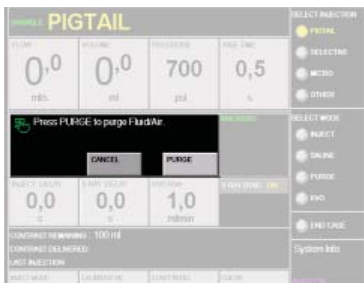 PIGTAIL
SELECT INJECTION
PIGTAIL
SELECTIVE
MICRO
OTHER
FLOW
VOLUME
PRESSURE
RISE TIME
0,0
0,0
700
0,5
ml/s
ml
psi
s
Press PURGE to purge Fluid/Air.
CANCEL
PURGE
SELECT MODE
INJECT
SALINE
PURGE
KVO
INJECT DELAY
X-RAY DELAY
0,0
0,0
1,0
s
s
ml/min
END CASE
CONTRAST REMAINING : 100 ml
CONTRAST DELIVERED
LAST INJECTION
System Info